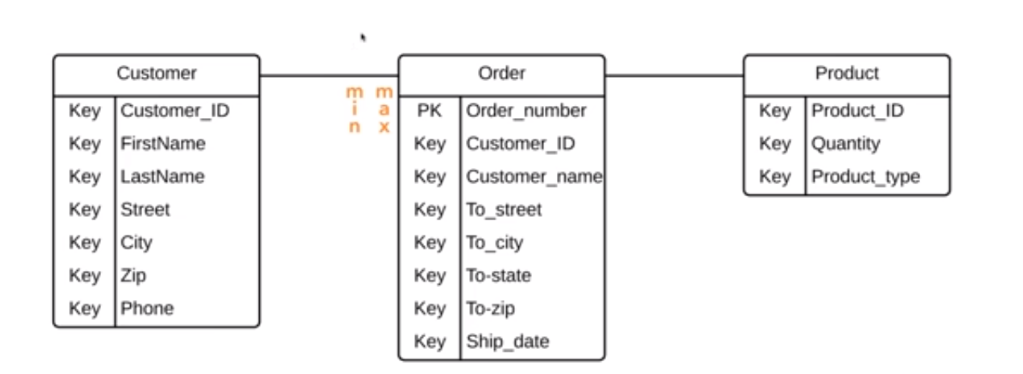 Customer
Key Customer_ID
Key FirstName
Key LastName
Key Street
Key City
Key Zip
Key Phone
min max
Order
PK Order_number
Key Customer_ID
Key Customer_name
Key To_street
Key To_city
Key To-state
Key To-zip
Key Ship_date
Product
Key Product_ID
Key Quantity
Key Product_type